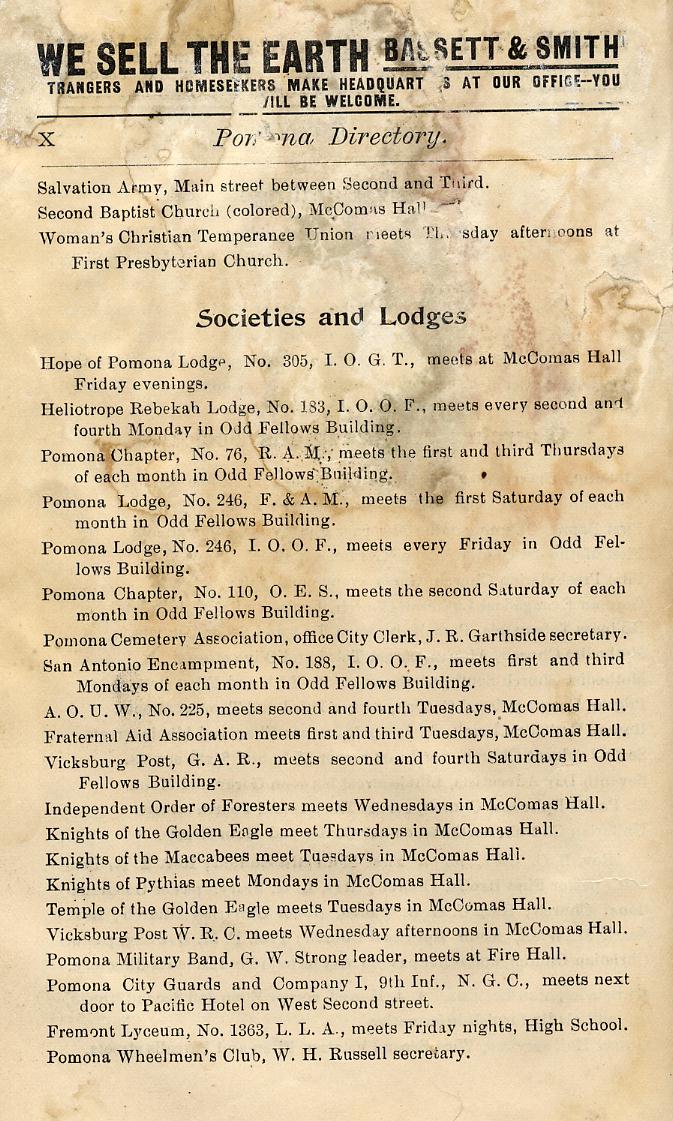 WE SELL THE EARTH BASSETT & SMITH
TRANGERS AND HOMESEEKERS MAKE HEADQUART S AT OUR OFFICE--YOU
/ILL BE WELCOME.
X Pomona Directory.
Salvation Army, Main street between Second and Third.
Second Baptist Church (colored), McComas Hall
Woman's Christian Temperance Union meets afternoons at
First Presbyterian Church.
Societies and Lodges
Hope of Pomona Lodge, No. 305, I. O. G. T., meets at McComas Hall
Friday evenings.
Heliotrope Rebekah Lodge, No. 183, I. O. O. F., meets every second and
fourth Monday in Odd Fellows Building.
Pomona Chapter, No. 76, R. A. M., meets the first and third Thursdays
of each month in Odd Fellows Building.
Pomona Lodge, No. 246, F. & A. M., meets the first Saturday of each
month in Odd Fellows Building.
Pomona Lodge, No. 246, I. O. O. F., meets every Friday in Odd Fel-
lows Building.
Pomona Chapter, No. 110, O. E. S., meets the second Saturday of each
month in Odd Fellows Building.
Pomona Cemetery Association, office City Clerk, J. R. Garthside secretary.
San Antonio Encampment, No. 188, I. O. O. F., meets first and third
Mondays of each month in Odd Fellows Building.
A. O. U. W., No. 225, meets second and fourth Tuesdays, McComas Hall.
Fraternal Aid Association meets first and third Tuesdays, McComas Hall.
Vicksburg Post, G. A. R., meets second and fourth Saturdays in Odd
Fellows Building.
Independent Order of Foresters meets Wednesdays in McComas Hall.
Knights of the Golden Eagle meet Thursdays in McComas Hall.
Knights of the Maccabees meet Tuesdays in McComas Hall.
Knights of Pythias meet Mondays in McComas Hall.
Temple of the Golden Eagle meets Tuesdays in McComas Hall.
Vicksburg Post W. R. C. meets Wednesday afternoons in McComas Hall.
Pomona Military Band, G. W. Strong leader, meets at Fire Hall.
Pomona City Guards and Company I, 9th Inf., N. G. C., meets next
door to Pacific Hotel on West Second street.
Fremont Lyceum, No. 1363, L. L. A., meets Friday nights, High School.
Pomona Wheelmen's Club, W. H. Russell secretary.